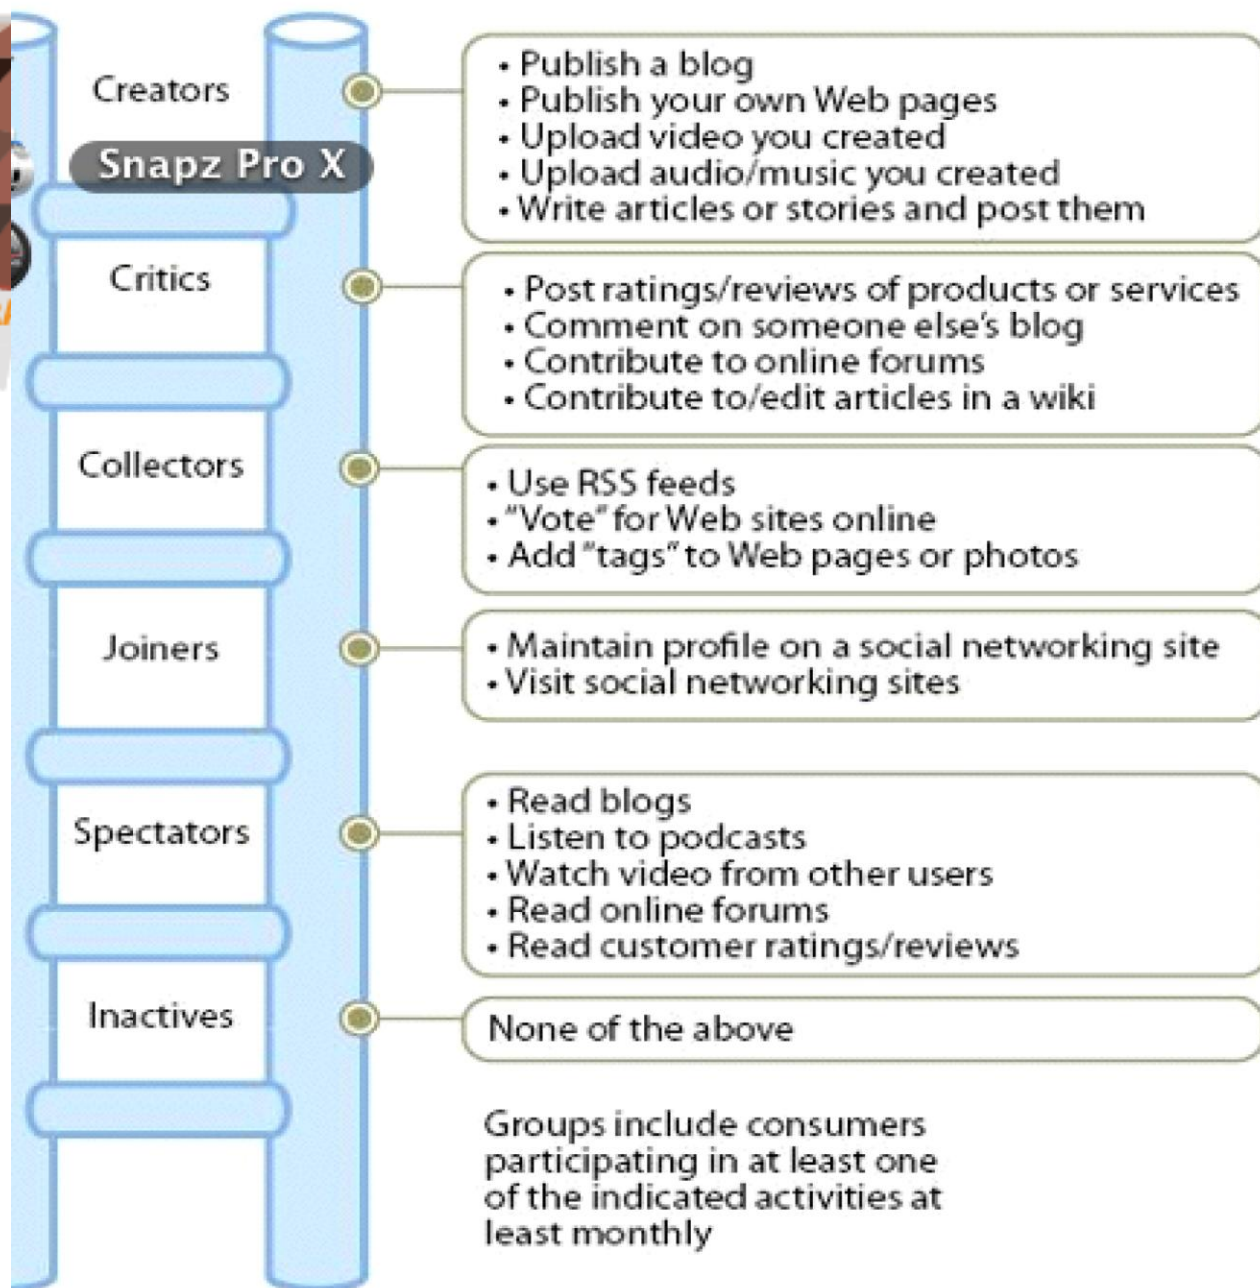 Creators
• Publish a blog
• Publish your own Web pages
• Upload video you created
• Upload audio/music you created
• Write articles or stories and post them
Snapz Pro X
Critics
• Post ratings/reviews of products or services
• Comment on someone else's blog
• Contribute to online forums
• Contribute to/edit articles in a wiki
Collectors
• Use RSS feeds
• "Vote" for Web sites online
• Add "tags" to Web pages or photos
Joiners
• Maintain profile on a social networking site
• Visit social networking sites
Spectators
• Read blogs
• Listen to podcasts
• Watch video from other users
• Read online forums
• Read customer ratings/reviews
Inactives
None of the above
Groups include consumers
participating in at least one
of the indicated activities at
least monthly